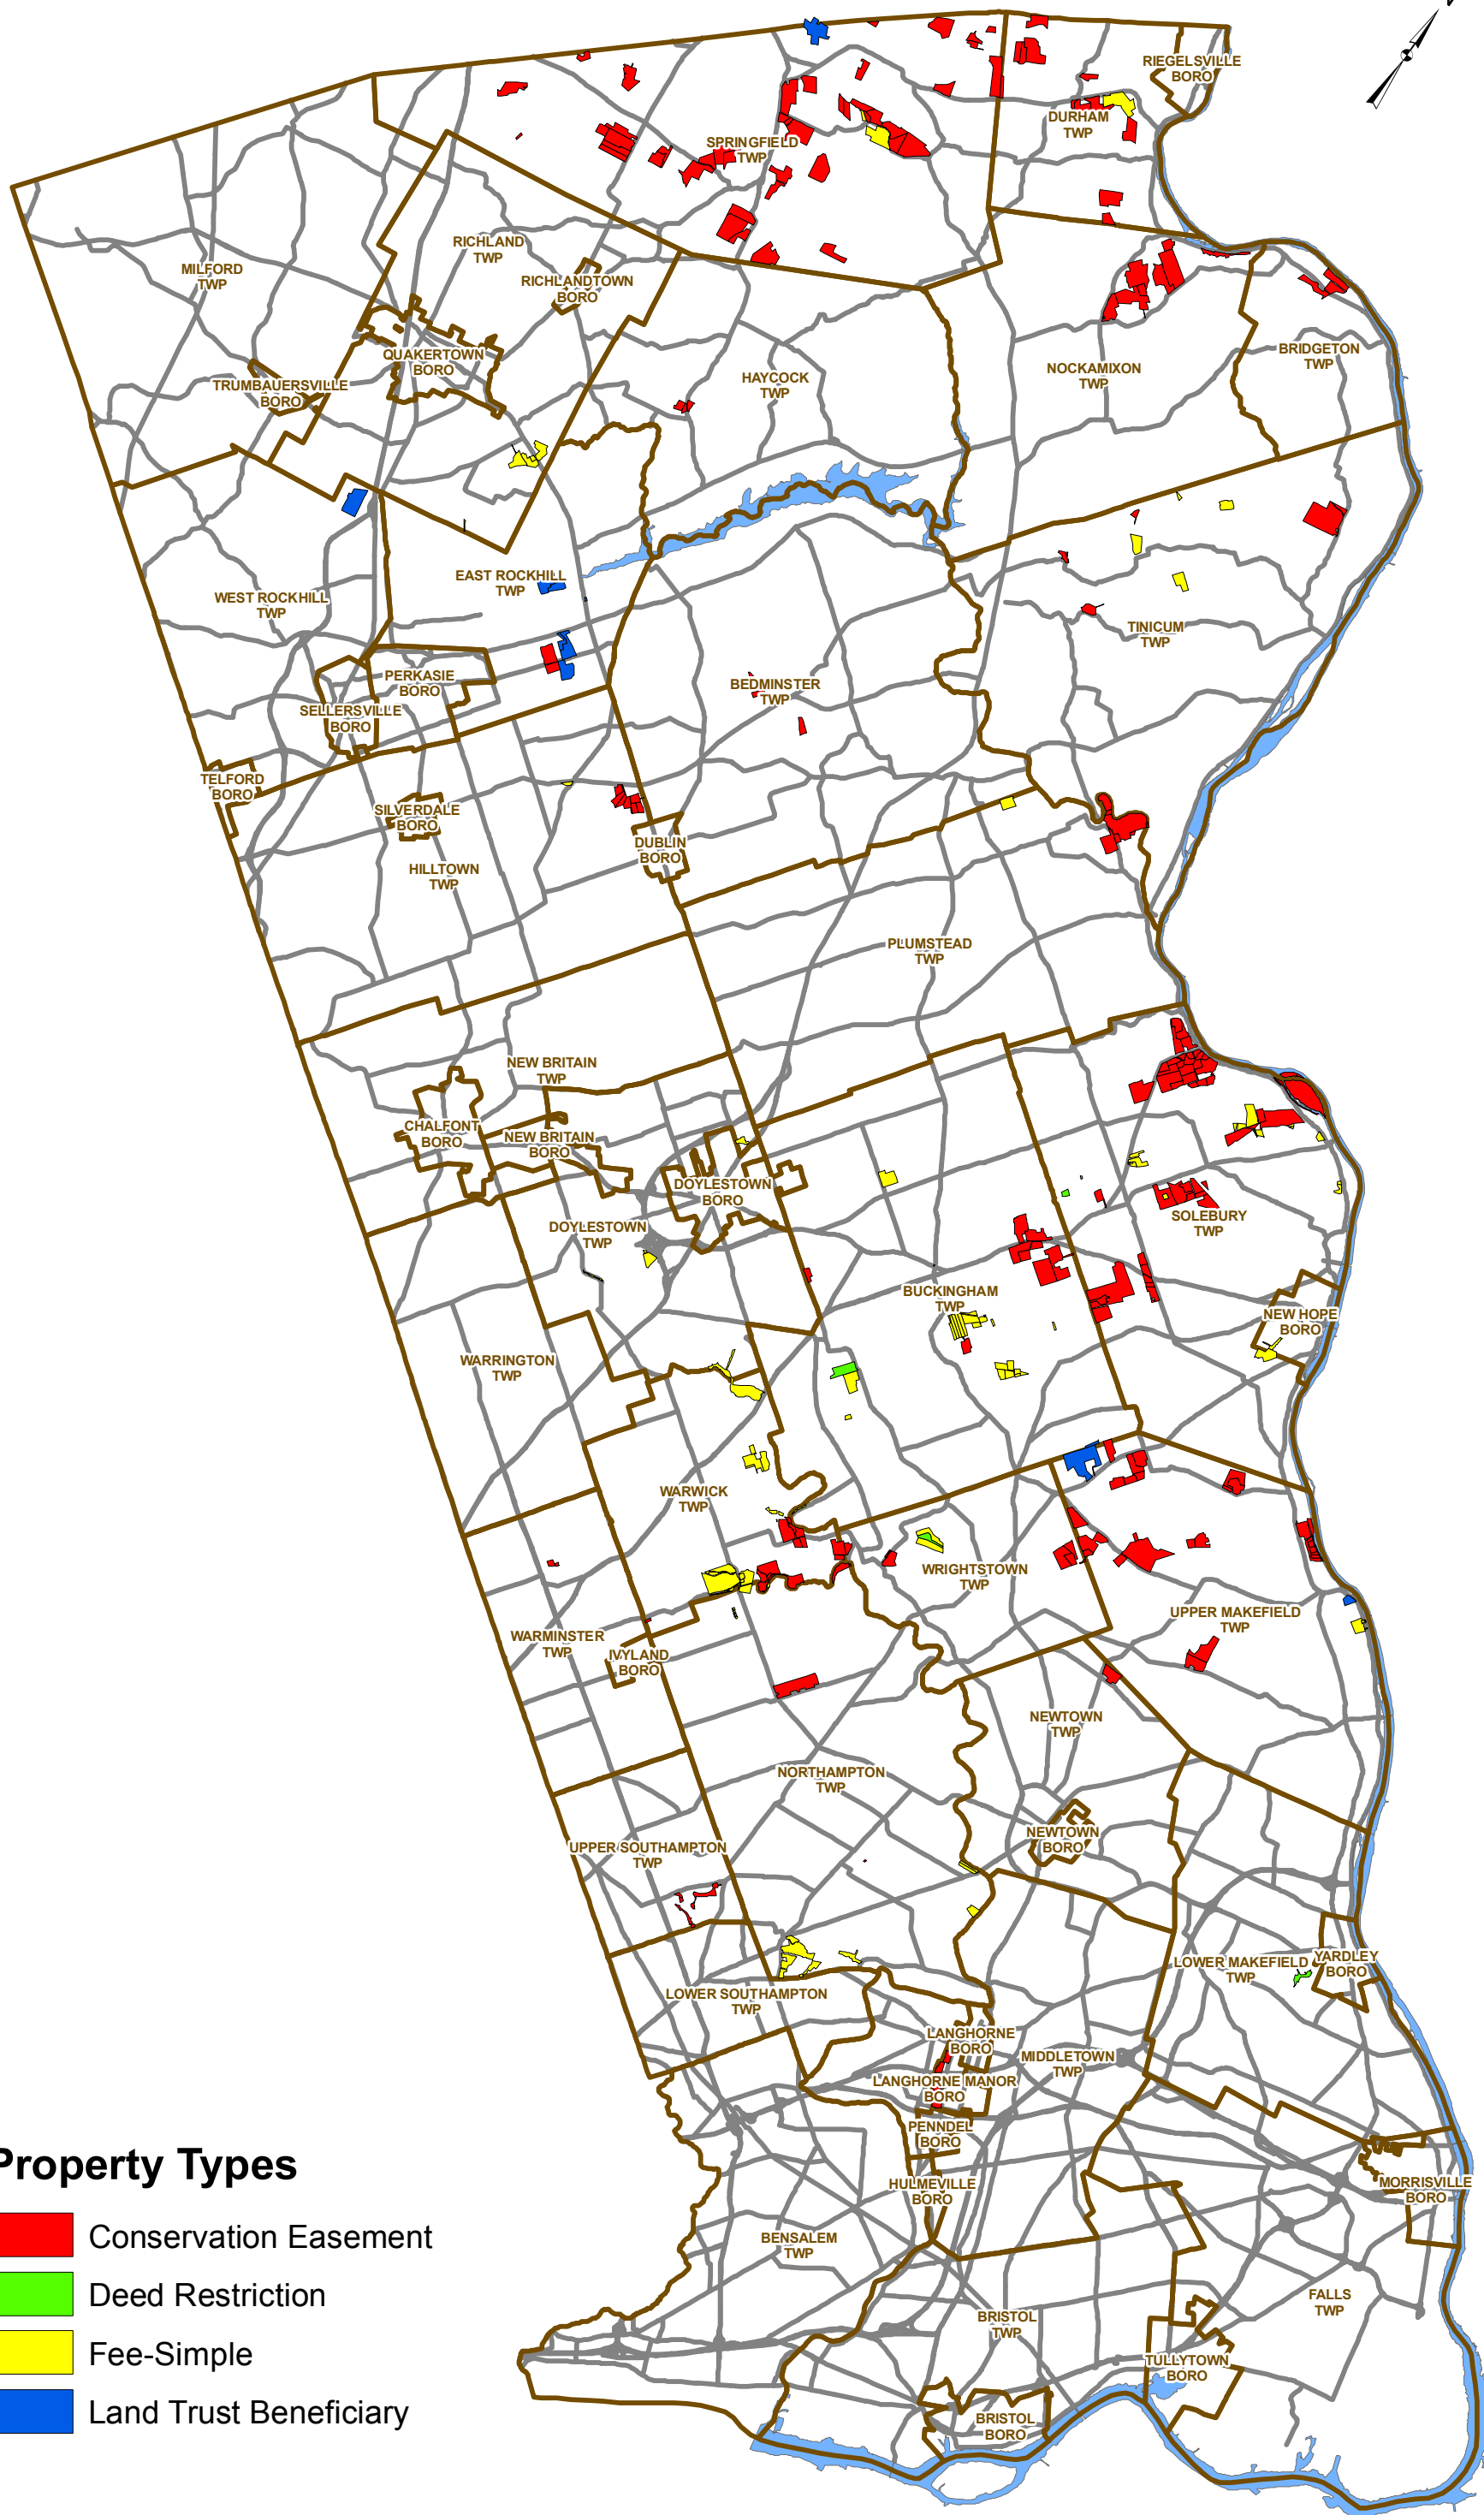 RIEGELSVILLE
BORO
DURHAM
TWP
SPRINGFIELD
TWP
RICHLAND
TWP
MILFORD
TWP
RICHLANDTOWN
BORO
QUAKERTOWN
BORO
TRUMBAUERSVILLE
BORO
HAYCOCK
TWP
NOCKAMIXON
TWP
BRIDGETON
TWP
EAST ROCKHILL
TWP
WEST ROCKHILL
TWP
TINICUM
TWP
PERKASIE
BORO
BEDMINSTER
TWP
SELLERSVILLE
BORO
TELFORD
BORO
SILVERDALE
BORO
DUBLIN
BORO
HILLTOWN
TWP
PLUMSTEAD
TWP
NEW BRITAIN
TWP
CHALFONT
BORO
NEW BRITAIN
BORO
DOYLESTOWN
BORO
DOYLESTOWN
TWP
SOLEBURY
TWP
BUCKINGHAM
TWP
NEW HOPE
BORO
WARRINGTON
TWP
WARWICK
TWP
WRIGHTSTOWN
TWP
UPPER MAKEFIELD
TWP
WARMINSTER
TWP
IVYLAND
BORO
NEWTOWN
TWP
NORTHAMPTON
TWP
NEWTOWN
BORO
UPPER SOUTHAMPTON
TWP
LOWER MAKEFIELD
TWP
YARDLEY
BORO
LOWER SOUTHAMPTON
TWP
LANGHORNE
BORO
MIDDLETOWN
TWP
LANGHORNE MANOR
BORO
PENNDEL
BORO
HULMEVILLE
BORO
MORRISVILLE
BORO
BENSALEM
TWP
FALLS
TWP
BRISTOL
TWP
TULLYTOWN
BORO
BRISTOL
BORO
Property Types
Conservation Easement
Deed Restriction
Fee-Simple
Land Trust Beneficiary